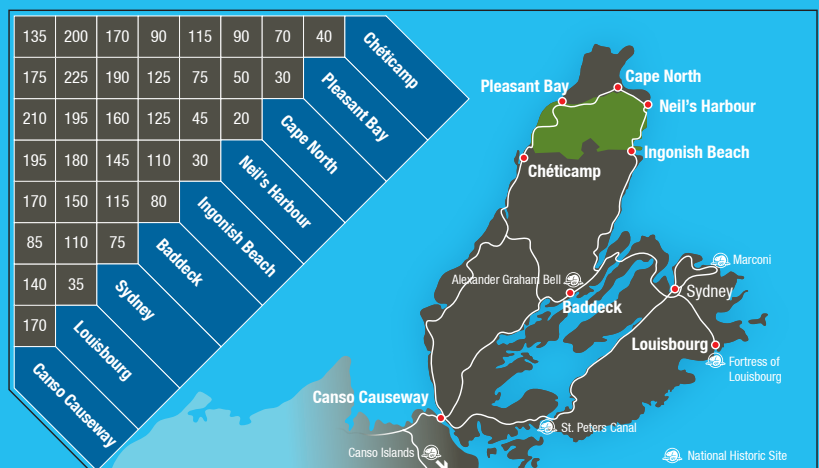 135 200 170 90 115 90 70 40 Chéticamp
175 225 190 125 75 50 30 Pleasant Bay
210 195 160 125 45 20 Cape North
195 180 145 110 30 Neil's Harbour
170 150 115 80 Ingonish Beach
85 110 75 Baddeck
140 35 Sydney
170 Louisbourg
Canso Causeway
Pleasant Bay
Cape North
Neil's Harbour
Ingonish Beach
Chéticamp
Marconi
Alexander Graham Bell
Sydney
Baddeck
Louisbourg
Fortress of
Louisbourg
Canso Causeway
St. Peters Canal
Canso Islands
National Historic Site